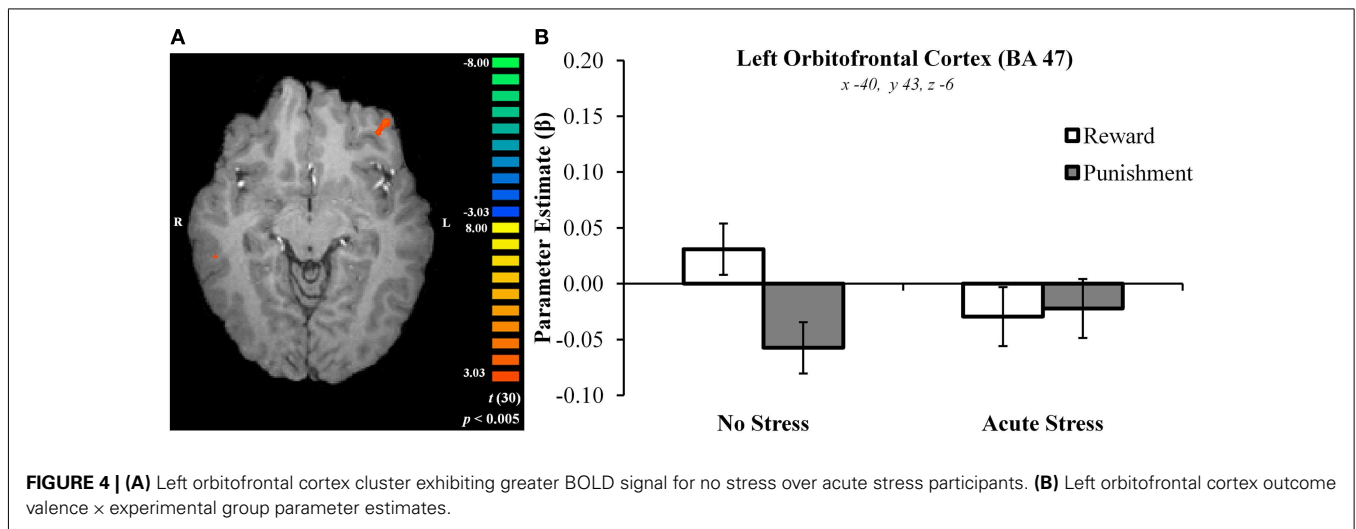 A
-8.00
-3.03
8.00
3.03
t (30)
p < 0.005
R
L
B
Left Orbitofrontal Cortex (BA 47)
x -40, y 43, z -6
Parameter Estimate (β)
0.20
0.15
0.10
0.05
0.00
-0.05
-0.10
Reward
Punishment
No Stress
Acute Stress
FIGURE 4 | (A) Left orbitofrontal cortex cluster exhibiting greater BOLD signal for no stress over acute stress participants. (B) Left orbitofrontal cortex outcome
valence × experimental group parameter estimates.